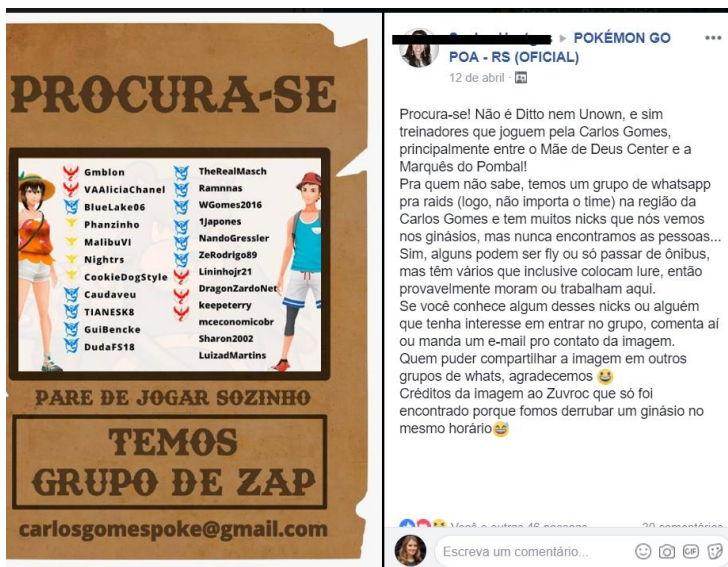 PROCURA-SE
Gmblon
VAAliciaChanel
BlueLake06
Phanzinho
MalibuVI
Nightrs
CookieDogStyle
Caudaveu
TIANESK8
GuiBencke
DudaFS18
TheRealMasch
Ramnnas
WGomes2016
1Japones
NandoGressler
ZeRodrigo89
Lininhojr21
DragonZardoNet
keepeterry
mceconomicobr
Sharon2002
LuizadMartins
PARE DE JOGAR SOZINHO
TEMOS
GRUPO DE ZAP
carlosgomespoke@gmail.com
POKÉMON GO
POA - RS (OFICIAL)
12 de abril ·
Procura-se! Não é Ditto nem Unown, e sim
treinadores que joguem pela Carlos Gomes,
principalmente entre o Mãe de Deus Center e a
Marquês do Pombal!
Pra quem não sabe, temos um grupo de whatsapp
pra raids (logo, não importa o time) na região da
Carlos Gomes e tem muitos nicks que nós vemos
nos ginásios, mas nunca encontramos as pessoas...
Sim, alguns podem ser fly ou só passar de ônibus,
mas têm vários que inclusive colocam lure, então
provavelmente moram ou trabalham aqui.
Se você conhece algum desses nicks ou alguém
que tenha interesse em entrar no grupo, comenta aí
ou manda um e-mail pro contato da imagem.
Quem puder compartilhar a imagem em outros
grupos de whats, agradecemos 😀
Créditos da imagem ao Zuvroc que só foi
encontrado porque fomos derrubar um ginásio no
mesmo horário😅
Você e outras 46 pessoas
20 comentários
Escreva um comentário...
GIF